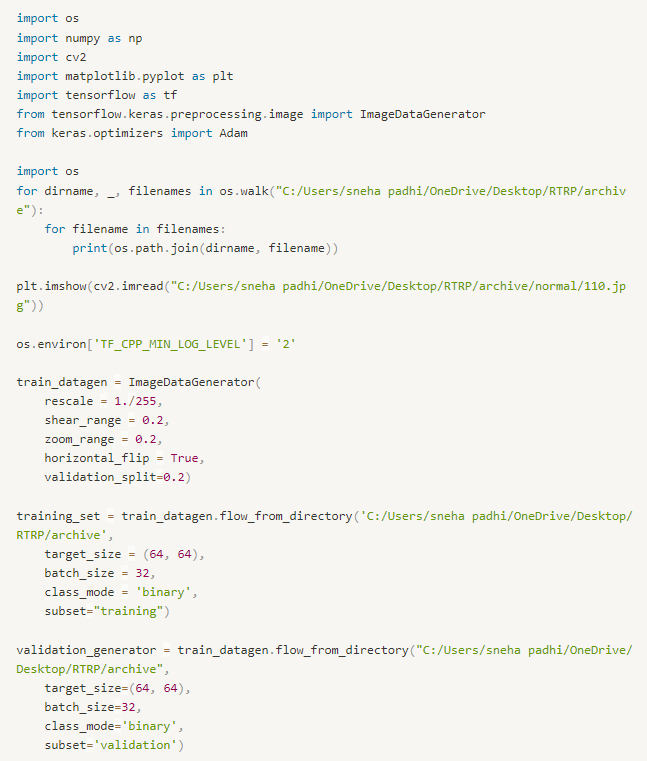 import os
import numpy as np
import cv2
import matplotlib.pyplot as plt
import tensorflow as tf
from tensorflow.keras.preprocessing.image import ImageDataGenerator
from keras.optimizers import Adam

import os
for dirname, _, filenames in os.walk("C:/Users/sneha padhi/OneDrive/Desktop/RTRP/archiv
e"):
    for filename in filenames:
        print(os.path.join(dirname, filename))

plt.imshow(cv2.imread("C:/Users/sneha padhi/OneDrive/Desktop/RTRP/archive/normal/110.jp
g"))

os.environ['TF_CPP_MIN_LOG_LEVEL'] = '2'

train_datagen = ImageDataGenerator(
    rescale = 1./255,
    shear_range = 0.2,
    zoom_range = 0.2,
    horizontal_flip = True,
    validation_split=0.2)

training_set = train_datagen.flow_from_directory('C:/Users/sneha padhi/OneDrive/Desktop/
RTRP/archive',
    target_size = (64, 64),
    batch_size = 32,
    class_mode = 'binary',
    subset="training")

validation_generator = train_datagen.flow_from_directory("C:/Users/sneha padhi/OneDrive/
Desktop/RTRP/archive",
    target_size=(64, 64),
    batch_size=32,
    class_mode='binary',
    subset='validation')